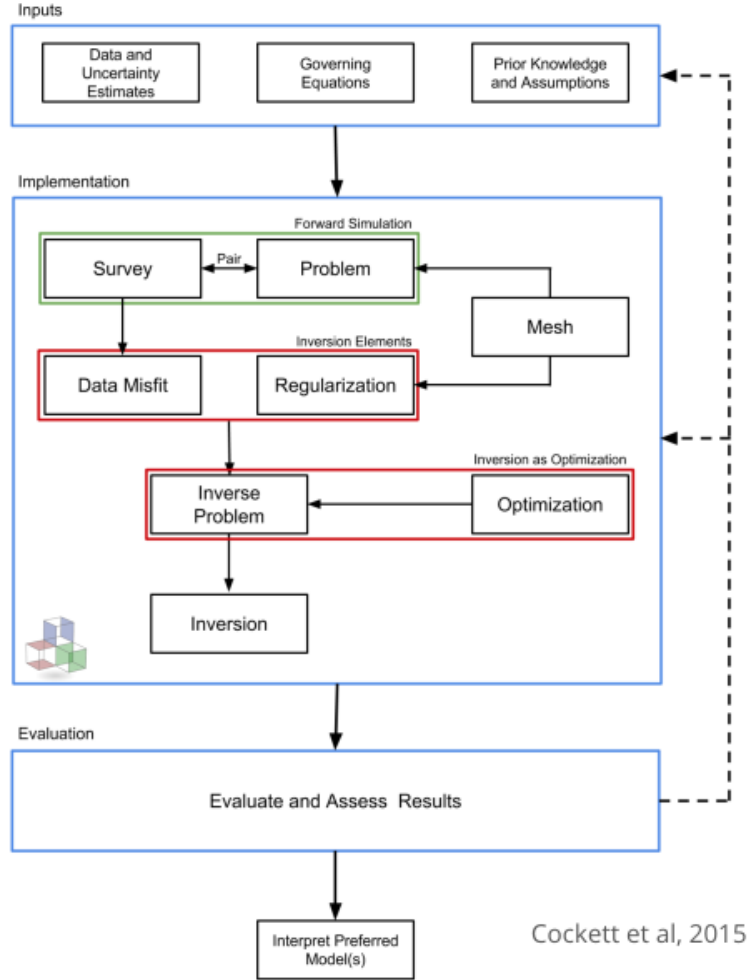 Inputs
Data and
Uncertainty
Estimates
Governing
Equations
Prior Knowledge
and Assumptions
Implementation
Forward Simulation
Survey
Pair
Problem
Mesh
Inversion Elements
Data Misfit
Regularization
Inversion as Optimization
Inverse
Problem
Optimization
Inversion
Evaluation
Evaluate and Assess Results
Interpret Preferred
Model(s)
Cockett et al, 2015